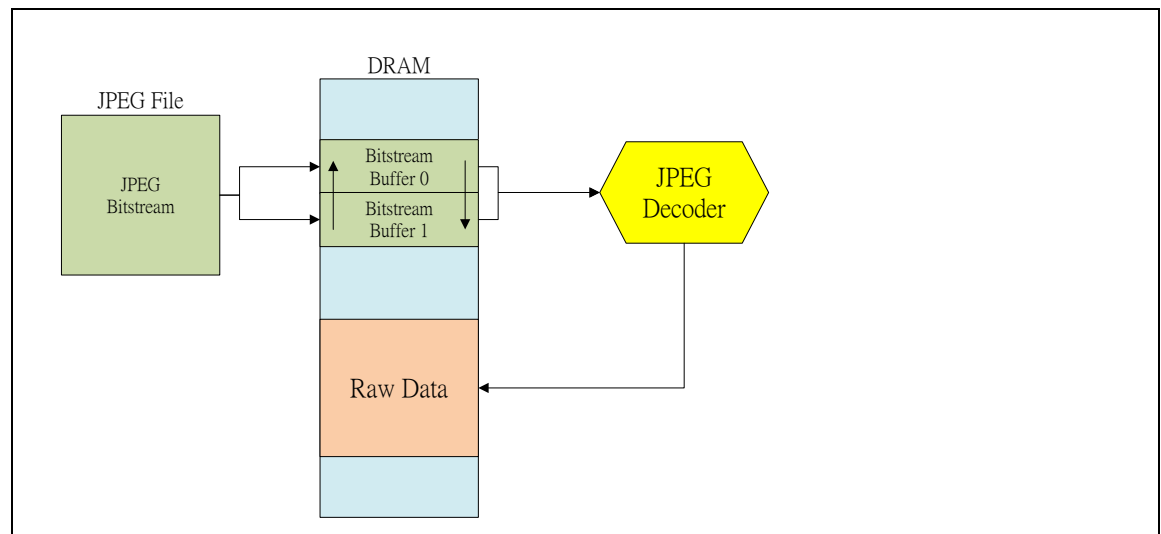 DRAM
JPEG File
JPEG
Bitstream
Bitstream
Buffer 0
Bitstream
Buffer 1
JPEG
Decoder
Raw Data